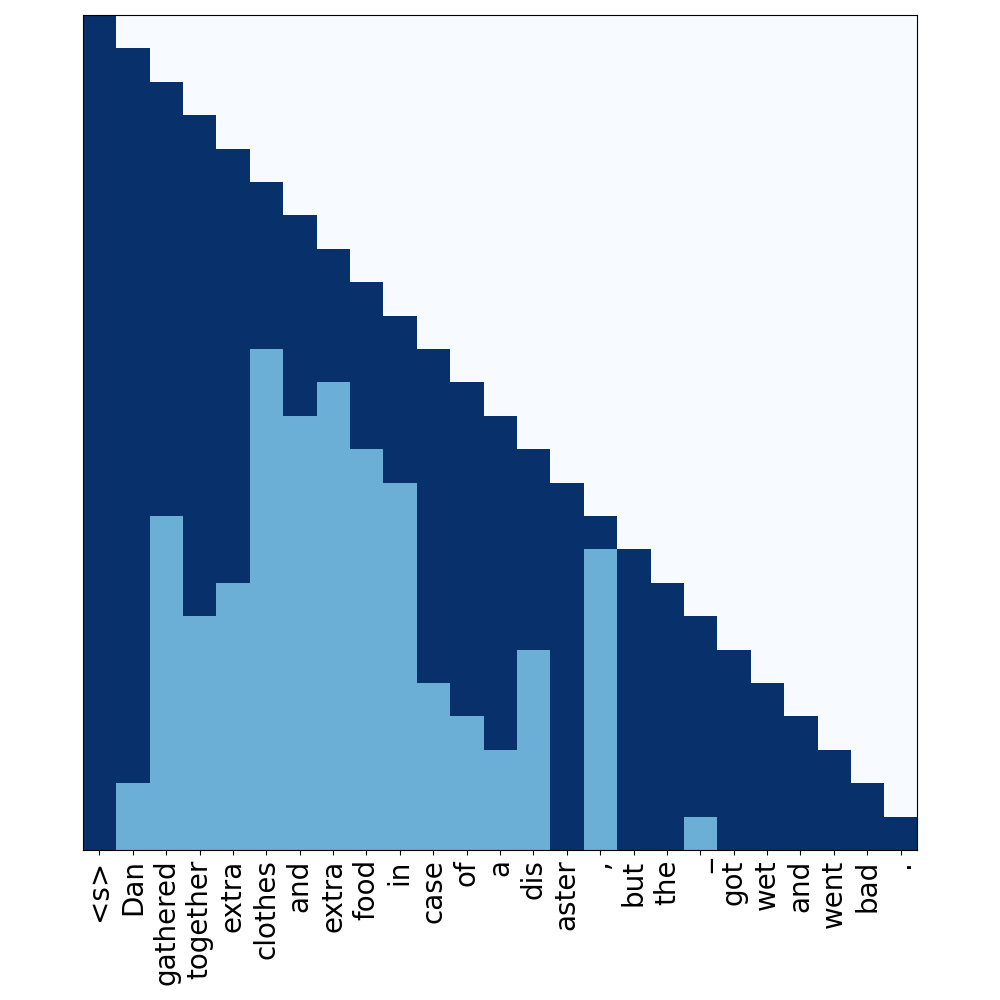 <s>
Dan
gathered
together
extra
clothes
and
extra
food
in
case
of
a
dis
aster
,
but
the
_
got
wet
and
went
bad
.